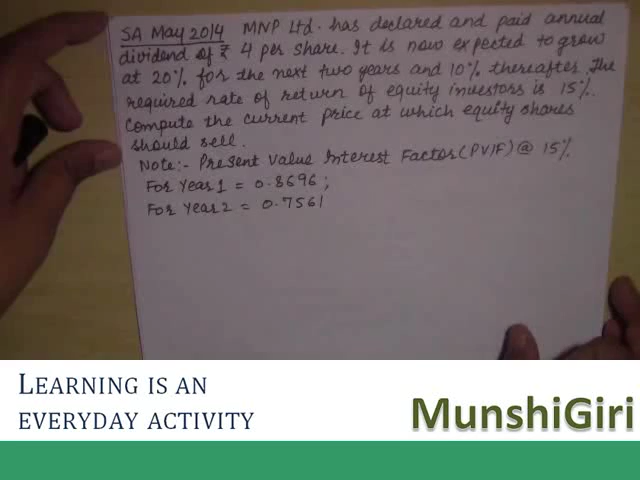 SA May 2014 MNP Ltd. has declared and paid annual
dividend of ₹ 4 per share. It is now expected to grow
at 20% for the next two years and 10% thereafter. The
required rate of return of equity investors is 15%.
Compute the current price at which equity shares
should sell.
Note:- Present Value Interest Factor (PVIF) @ 15%
For Year 1 = 0.8696;
For Year 2 = 0.7561
LEARNING IS AN
EVERYDAY ACTIVITY
MunshiGiri